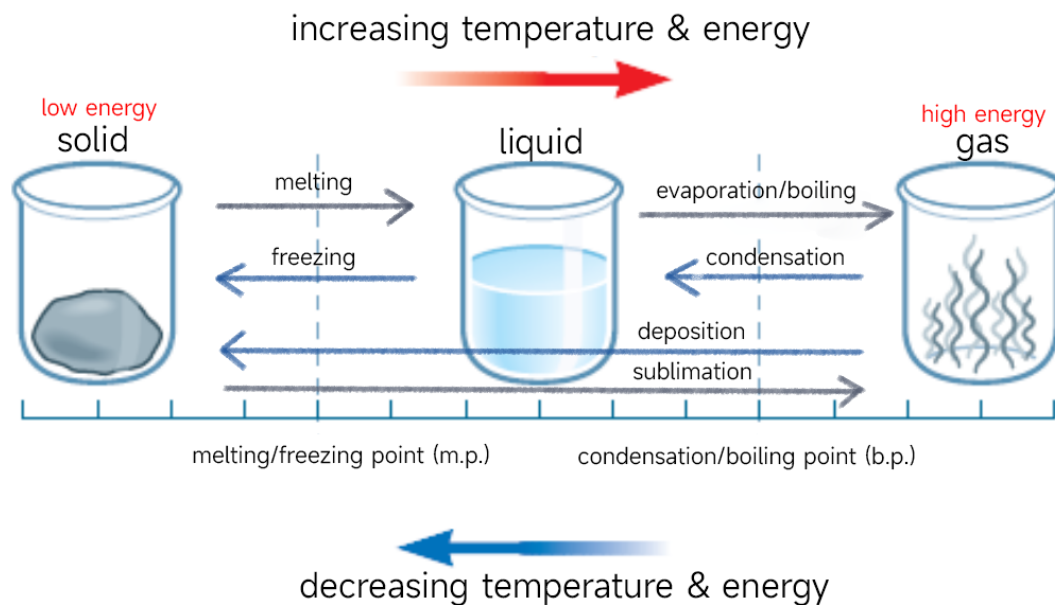 increasing temperature & energy
low energy
solid
liquid
high energy
gas
melting
evaporation/boiling
freezing
condensation
deposition
sublimation
melting/freezing point (m.p.)
condensation/boiling point (b.p.)
decreasing temperature & energy